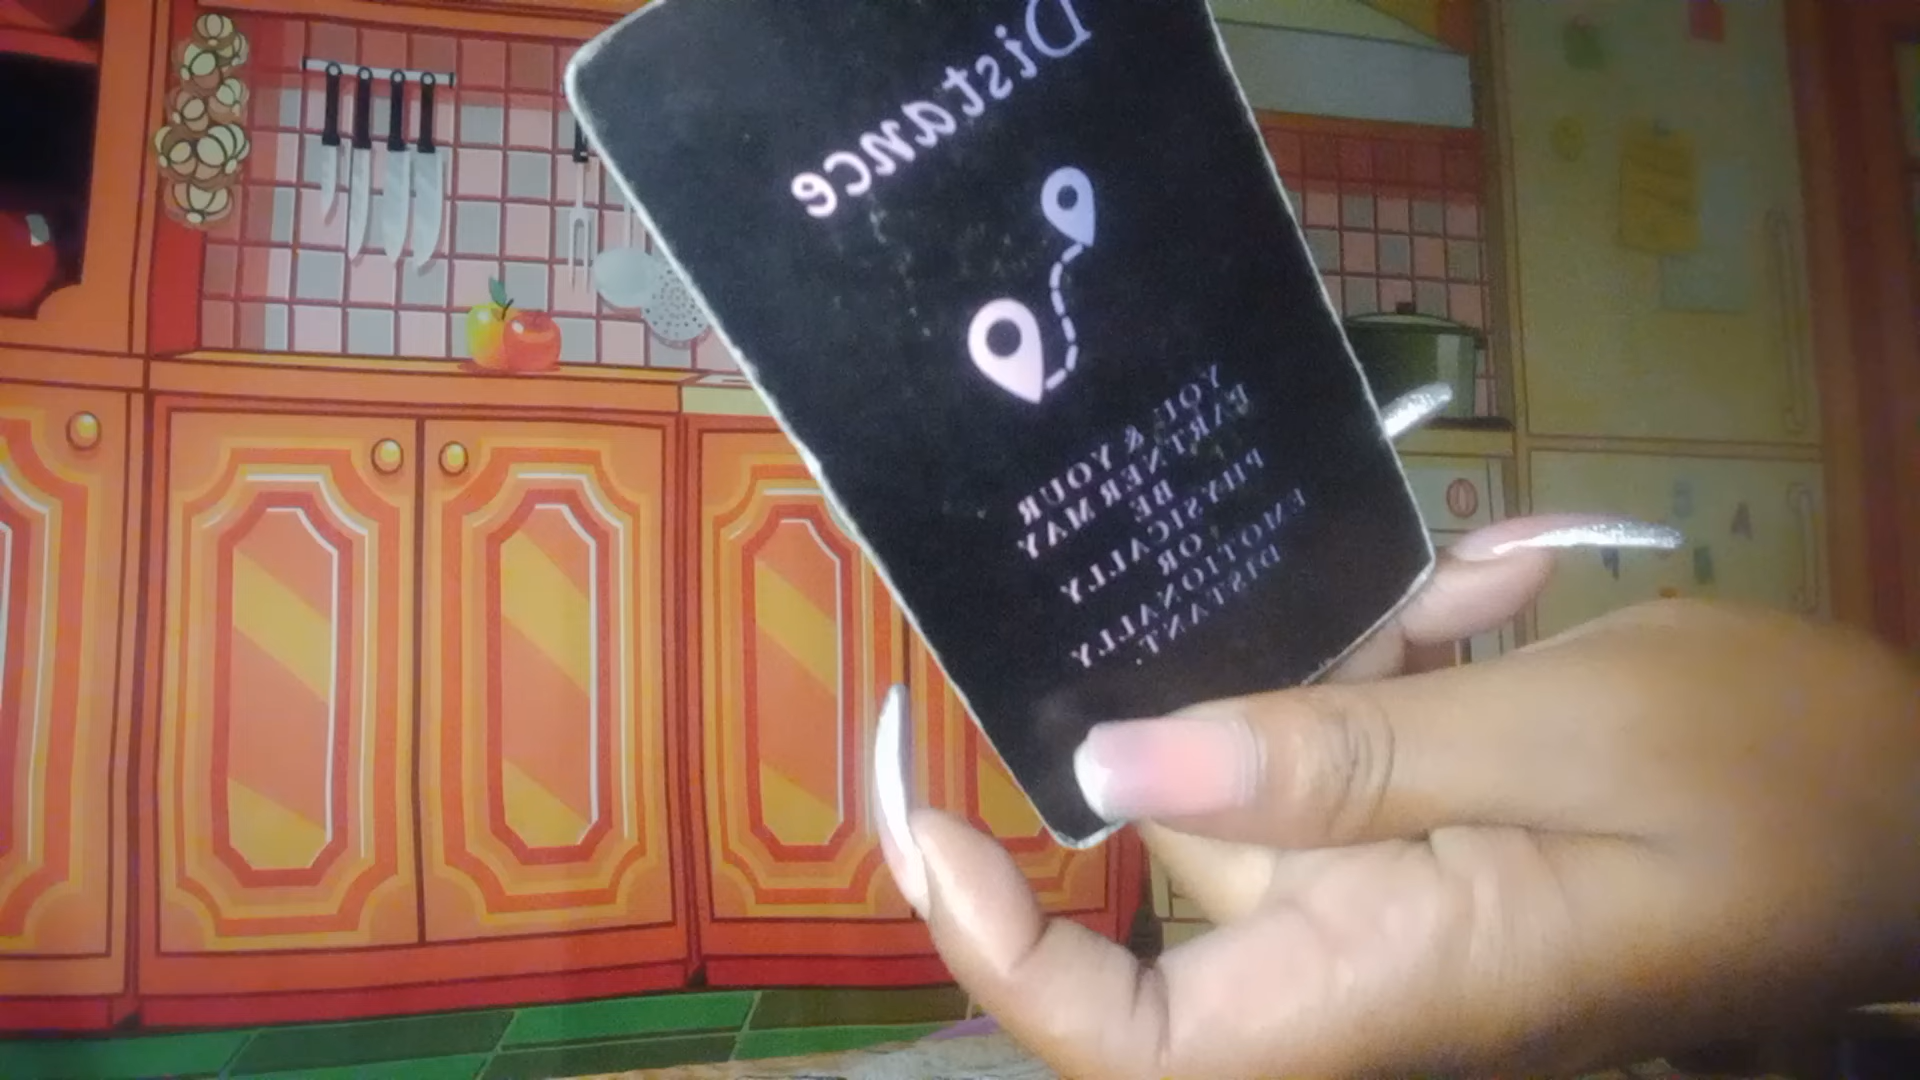 Distance
YOU & YOUR
PARTNER MAY
BE
PHYSICALLY
OR
EMOTIONALLY
DISTANT.